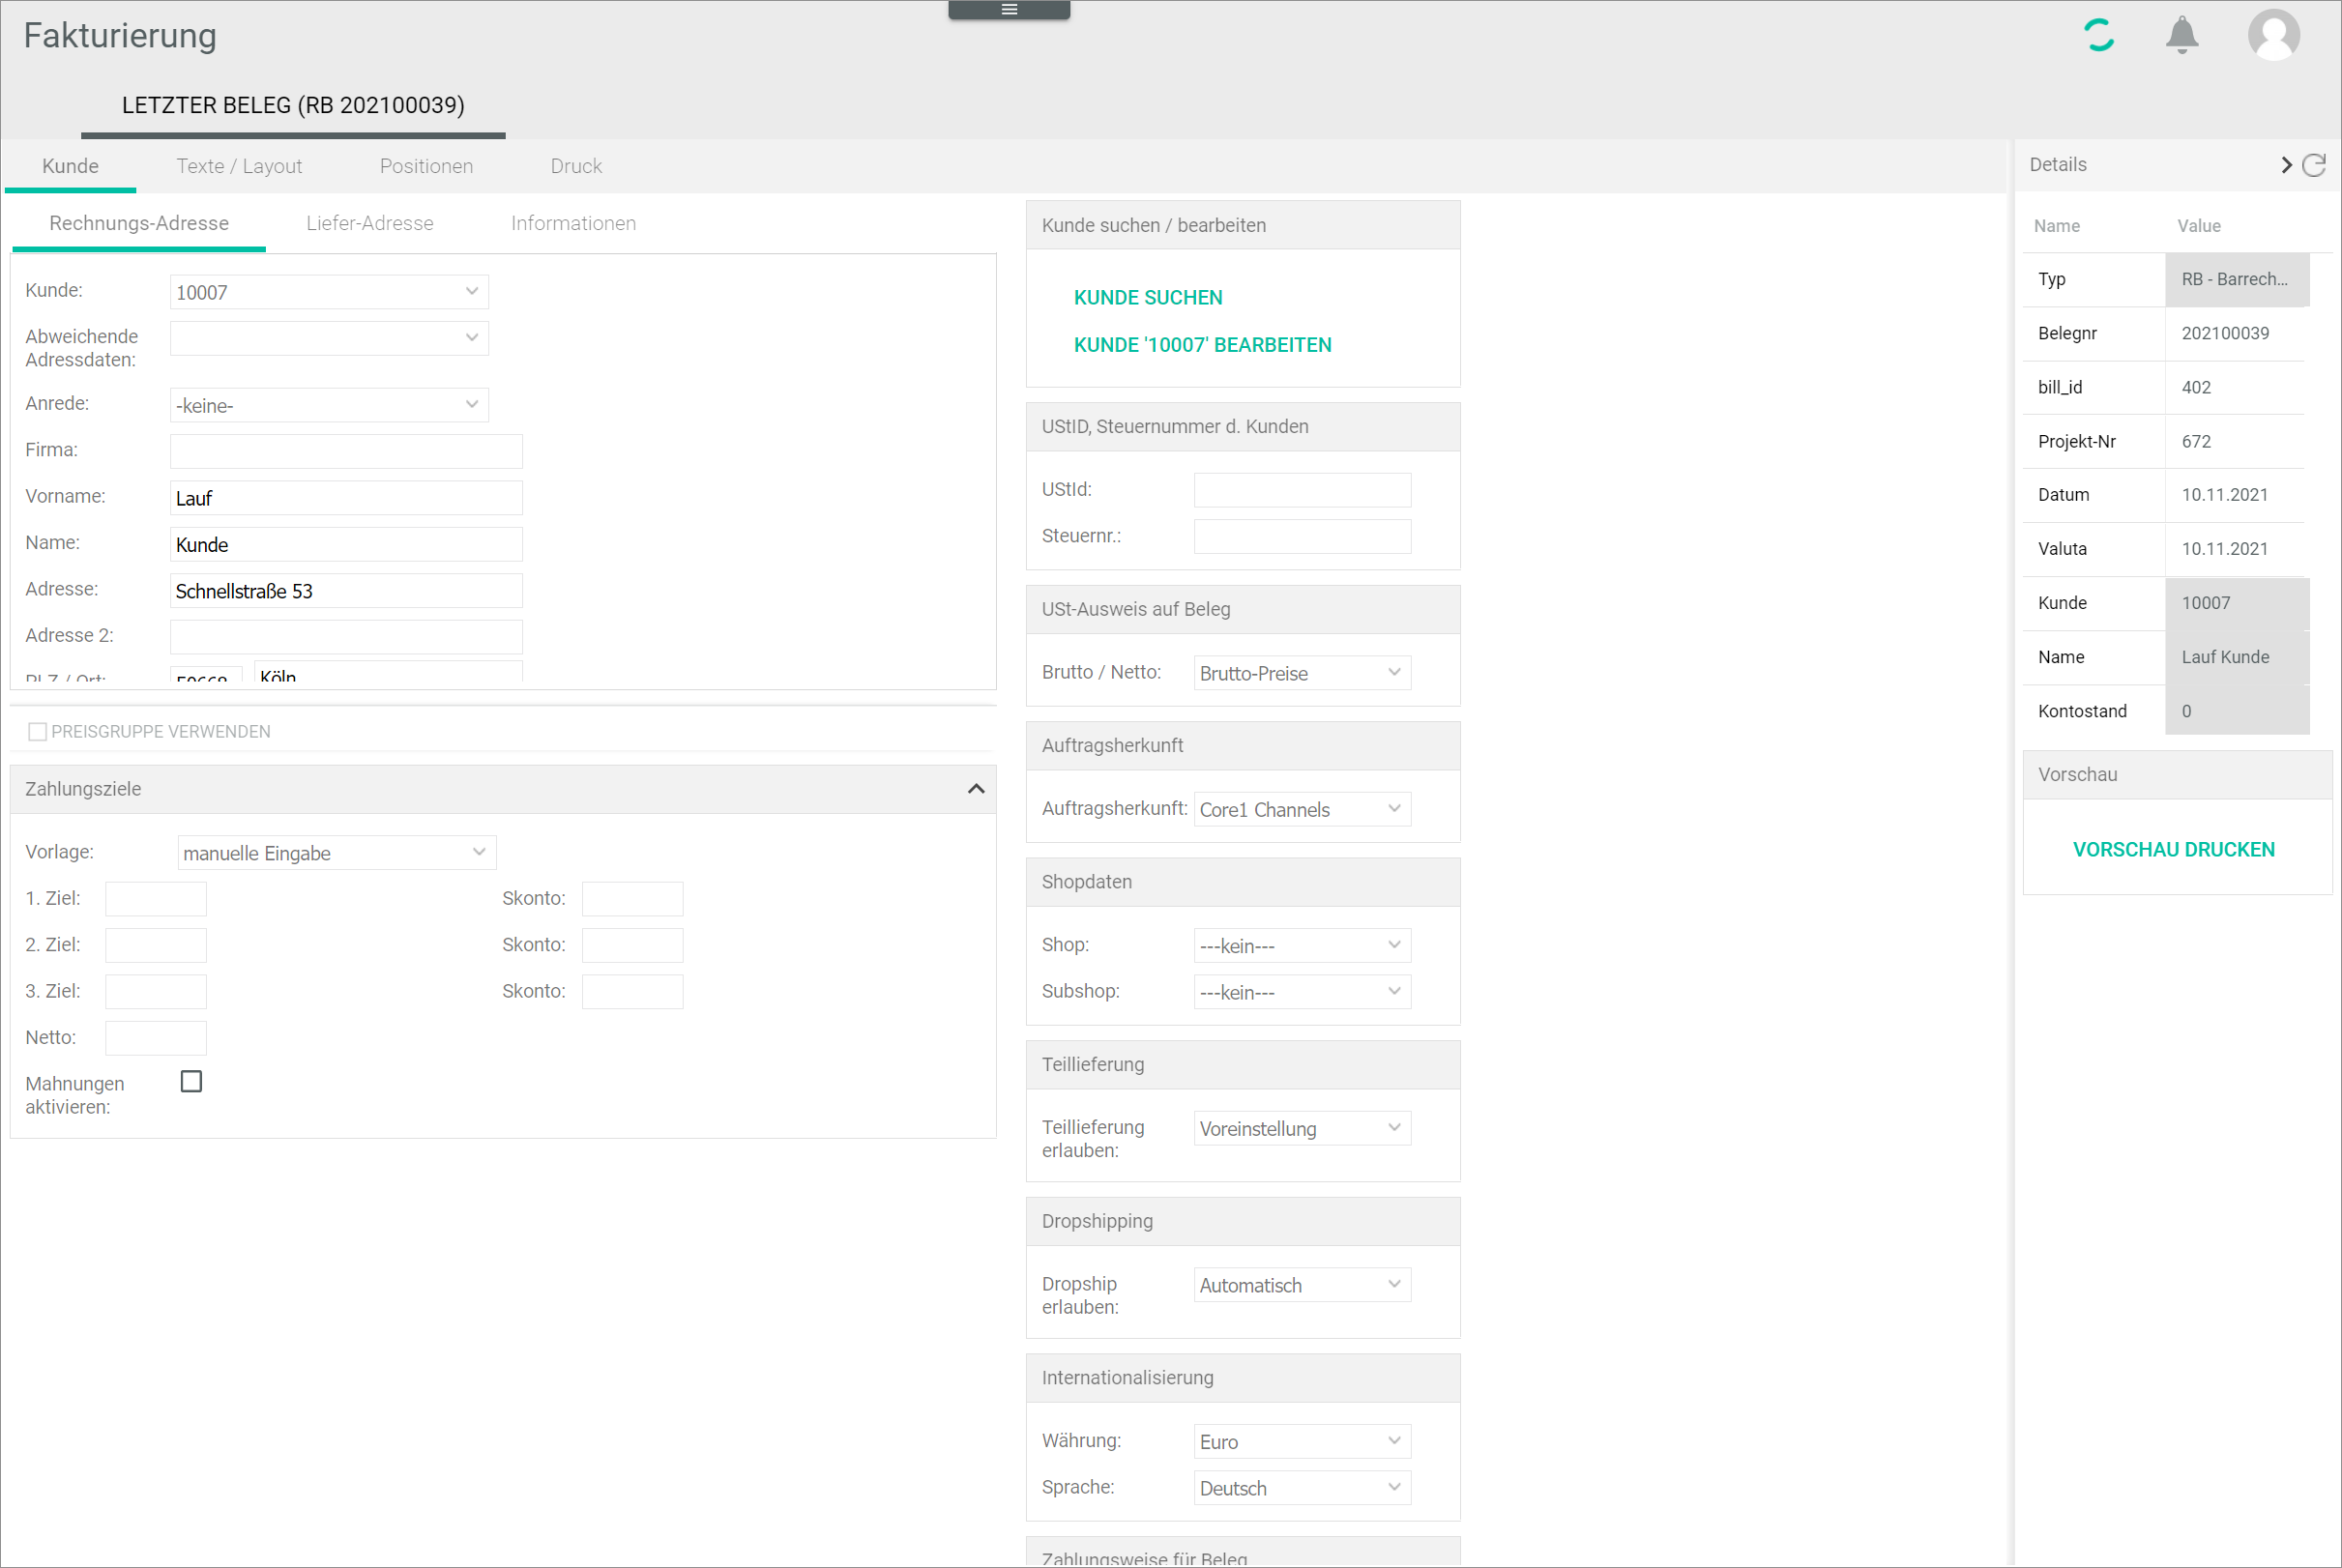 Fakturierung
LETZTER BELEG (RB 202100039)
Kunde
Texte / Layout
Positionen
Druck
Rechnungs-Adresse
Liefer-Adresse
Informationen
Kunde:
10007
Abweichende
Adressdaten:
Anrede:
-keine-
Firma:
Vorname:
Lauf
Name:
Kunde
Adresse:
Schnellstraße 53
Adresse 2:
PLZ / Ort:
Köln
PREISGRUPPE VERWENDEN
Zahlungsziele
Vorlage:
manuelle Eingabe
1. Ziel:
Skonto:
2. Ziel:
Skonto:
3. Ziel:
Skonto:
Netto:
Mahnungen
aktivieren:
Kunde suchen / bearbeiten
KUNDE SUCHEN
KUNDE '10007' BEARBEITEN
UStID, Steuernummer d. Kunden
UStId:
Steuernr.:
USt-Ausweis auf Beleg
Brutto / Netto:
Brutto-Preise
Auftragsherkunft
Auftragsherkunft:
Core1 Channels
Shopdaten
Shop:
---kein---
Subshop:
---kein---
Teillieferung
Teillieferung
erlauben:
Voreinstellung
Dropshipping
Dropship
erlauben:
Automatisch
Internationalisierung
Währung:
Euro
Sprache:
Deutsch
Zahlungsweise für Beleg
Details
Name
Value
Typ
RB - Barrech...
Belegnr
202100039
bill_id
402
Projekt-Nr
672
Datum
10.11.2021
Valuta
10.11.2021
Kunde
10007
Name
Lauf Kunde
Kontostand
0
Vorschau
VORSCHAU DRUCKEN